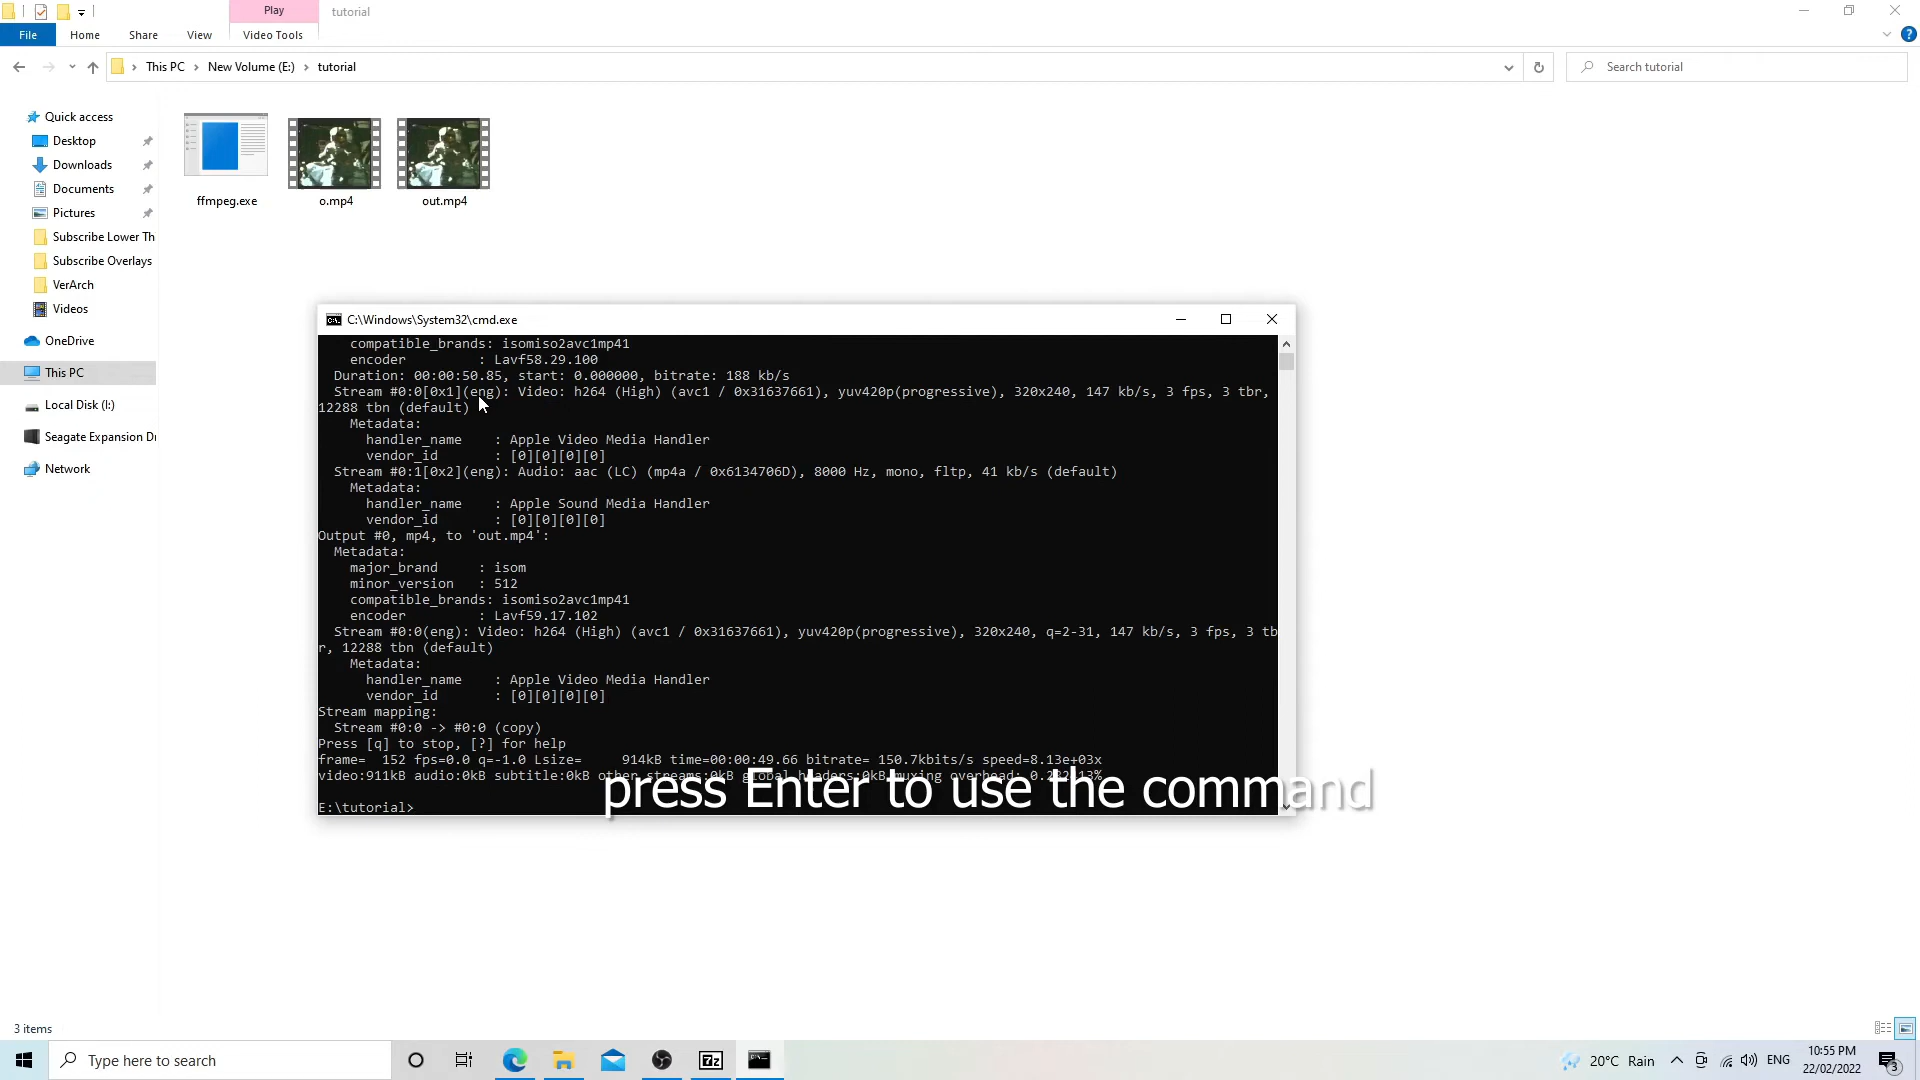 Play
tutorial
File
Home
Share
View
Video Tools
This PC
New Volume (E:)
tutorial
Search tutorial
Quick access
Desktop
Downloads
Documents
Pictures
Subscribe Lower Th
Subscribe Overlays
VerArch
Videos
OneDrive
This PC
Local Disk (I:)
Seagate Expansion Dr
Network
ffmpeg.exe
o.mp4
out.mp4
C:\Windows\System32\cmd.exe
compatible_brands: isomiso2avc1mp41
encoder : Lavf58.29.100
Duration: 00:00:50.85, start: 0.000000, bitrate: 188 kb/s
Stream #0:0[0x1](eng): Video: h264 (High) (avc1 / 0x31637661), yuv420p(progressive), 320x240, 147 kb/s, 3 fps, 3 tbr,
12288 tbn (default)
Metadata:
handler_name : Apple Video Media Handler
vendor_id : [0][0][0][0]
Stream #0:1[0x2](eng): Audio: aac (LC) (mp4a / 0x6134706D), 8000 Hz, mono, fltp, 41 kb/s (default)
Metadata:
handler_name : Apple Sound Media Handler
vendor_id : [0][0][0][0]
Output #0, mp4, to 'out.mp4':
Metadata:
major_brand : isom
minor_version : 512
compatible_brands: isomiso2avc1mp41
encoder : Lavf59.17.102
Stream #0:0(eng): Video: h264 (High) (avc1 / 0x31637661), yuv420p(progressive), 320x240, q=2-31, 147 kb/s, 3 fps, 3 tb
r, 12288 tbn (default)
Metadata:
handler_name : Apple Video Media Handler
vendor_id : [0][0][0][0]
Stream mapping:
Stream #0:0 -> #0:0 (copy)
Press [q] to stop, [?] for help
frame= 152 fps=0.0 q=-1.0 Lsize= 914kB time=00:00:49.66 bitrate= 150.7kbits/s speed=8.13e+03x
video:911kB audio:0kB subtitle:0kB other streams:0kB global headers:0kB muxing overhead:
press Enter to use the command
E:\tutorial>
3 items
Type here to search
7z
20°C Rain
ENG
10:55 PM
22/02/2022
3